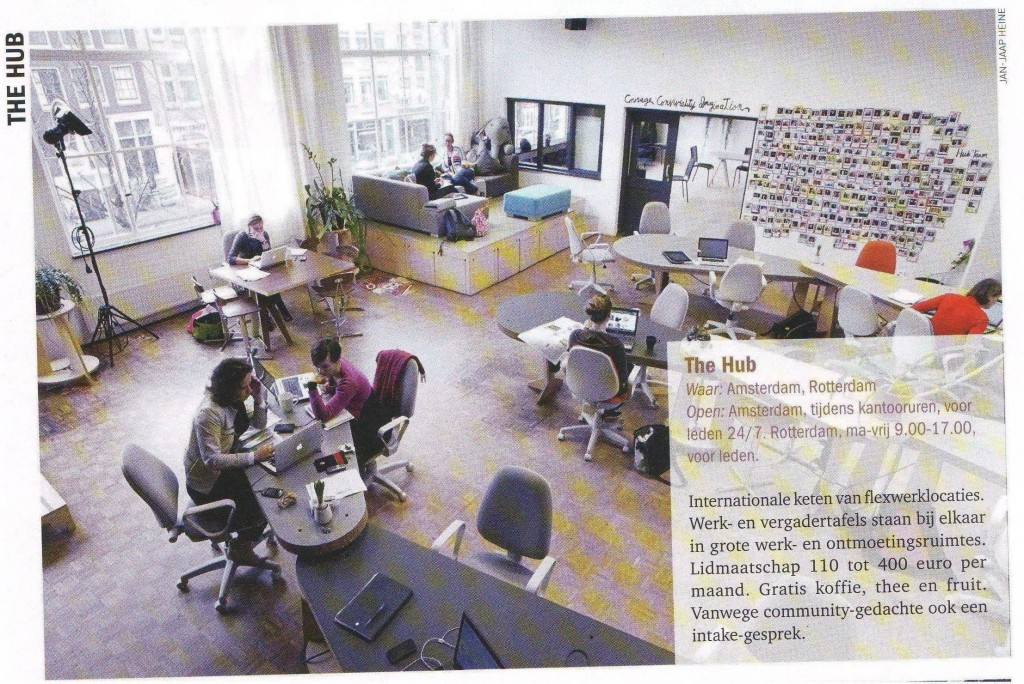 THE HUB
JAN-JAAP HEINE
Courage Conviviality Imagination
Hub Team
The Hub
Waar: Amsterdam, Rotterdam
Open: Amsterdam, tijdens kantooruren, voor
leden 24/7. Rotterdam, ma-vrij 9.00-17.00,
voor leden.
Internationale keten van flexwerklocaties.
Werk- en vergadertafels staan bij elkaar
in grote werk- en ontmoetingsruimtes.
Lidmaatschap 110 tot 400 euro per
maand. Gratis koffie, thee en fruit.
Vanwege community-gedachte ook een
intake-gesprek.